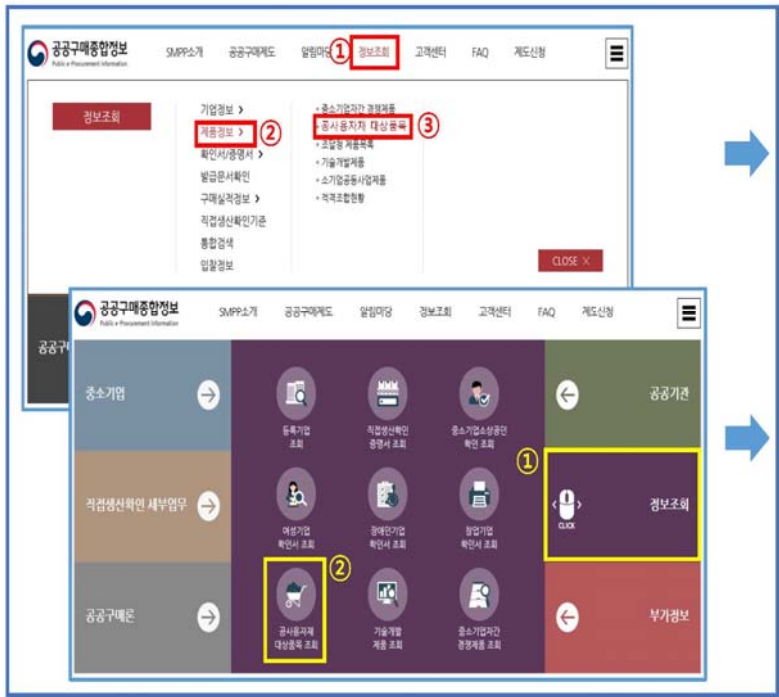 공공구매종합정보
Public e-Procurement Information
SMPP소개 공공구매제도 알림마당 ① 정보조회 고객센터 FAQ 제도신청
정보조회
기업정보 >
제품정보 > ②
확인서/증명서 >
발급문서확인
구매실적정보 >
직접생산확인기준
통합검색
입찰정보
• 중소기업자간 경쟁제품
• 공사용자재 대상품목 ③
• 조달청 제품목록
• 기술개발제품
• 소기업공동사업제품
• 적격조합현황
CLOSE X
공공구매
공공구매종합정보
Public e-Procurement Information
SMPP소개 공공구매제도 알림마당 정보조회 고객센터 FAQ 제도신청
중소기업
직접생산확인 세부업무
공공구매론
등록기업
조회
직접생산확인
증명서 조회
중소기업소상공인
확인 조회
여성기업
확인서 조회
장애인기업
확인서 조회
창업기업
확인서 조회
②
공사용자재
대상품목 조회
기술개발
제품 조회
중소기업자간
경쟁제품 조회
공공기관
①
CLICK
정보조회
부가정보